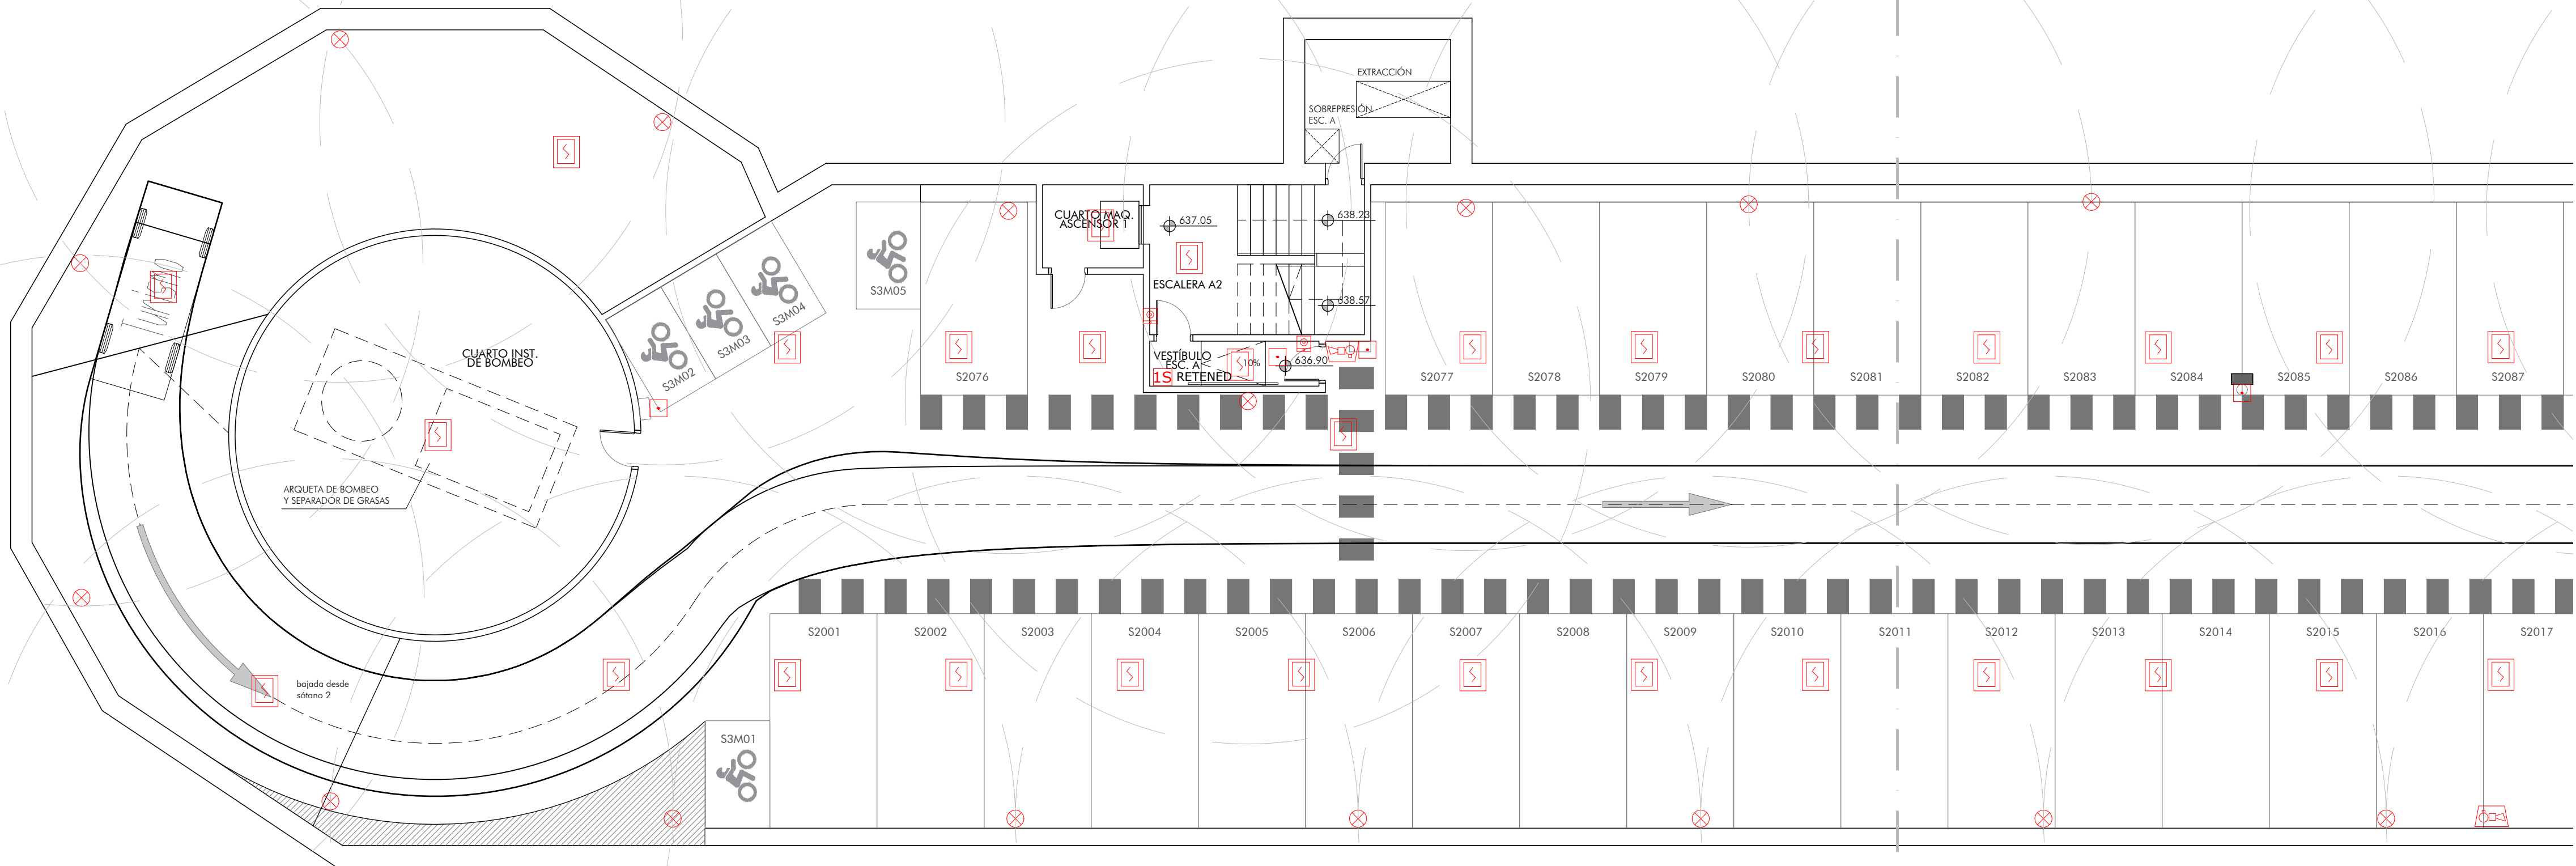 EXTRACCIÓN
SOBREPRESIÓN
ESC. A
CUARTO MAQ.
ASCENSOR 1
637.05
638.23
ESCALERA A2
638.57
S3M05
S3M04
S3M03
S3M02
CUARTO INST.
DE BOMBEO
VESTÍBULO
ESC. A
10%
636.90
1S RETENED
S2076
S2077
S2078
S2079
S2080
S2081
S2082
S2083
S2084
S2085
S2086
S2087
ARQUETA DE BOMBEO
Y SEPARADOR DE GRASAS
S2001
S2002
S2003
S2004
S2005
S2006
S2007
S2008
S2009
S2010
S2011
S2012
S2013
S2014
S2015
S2016
S2017
bajada desde
sótano 2
S3M01